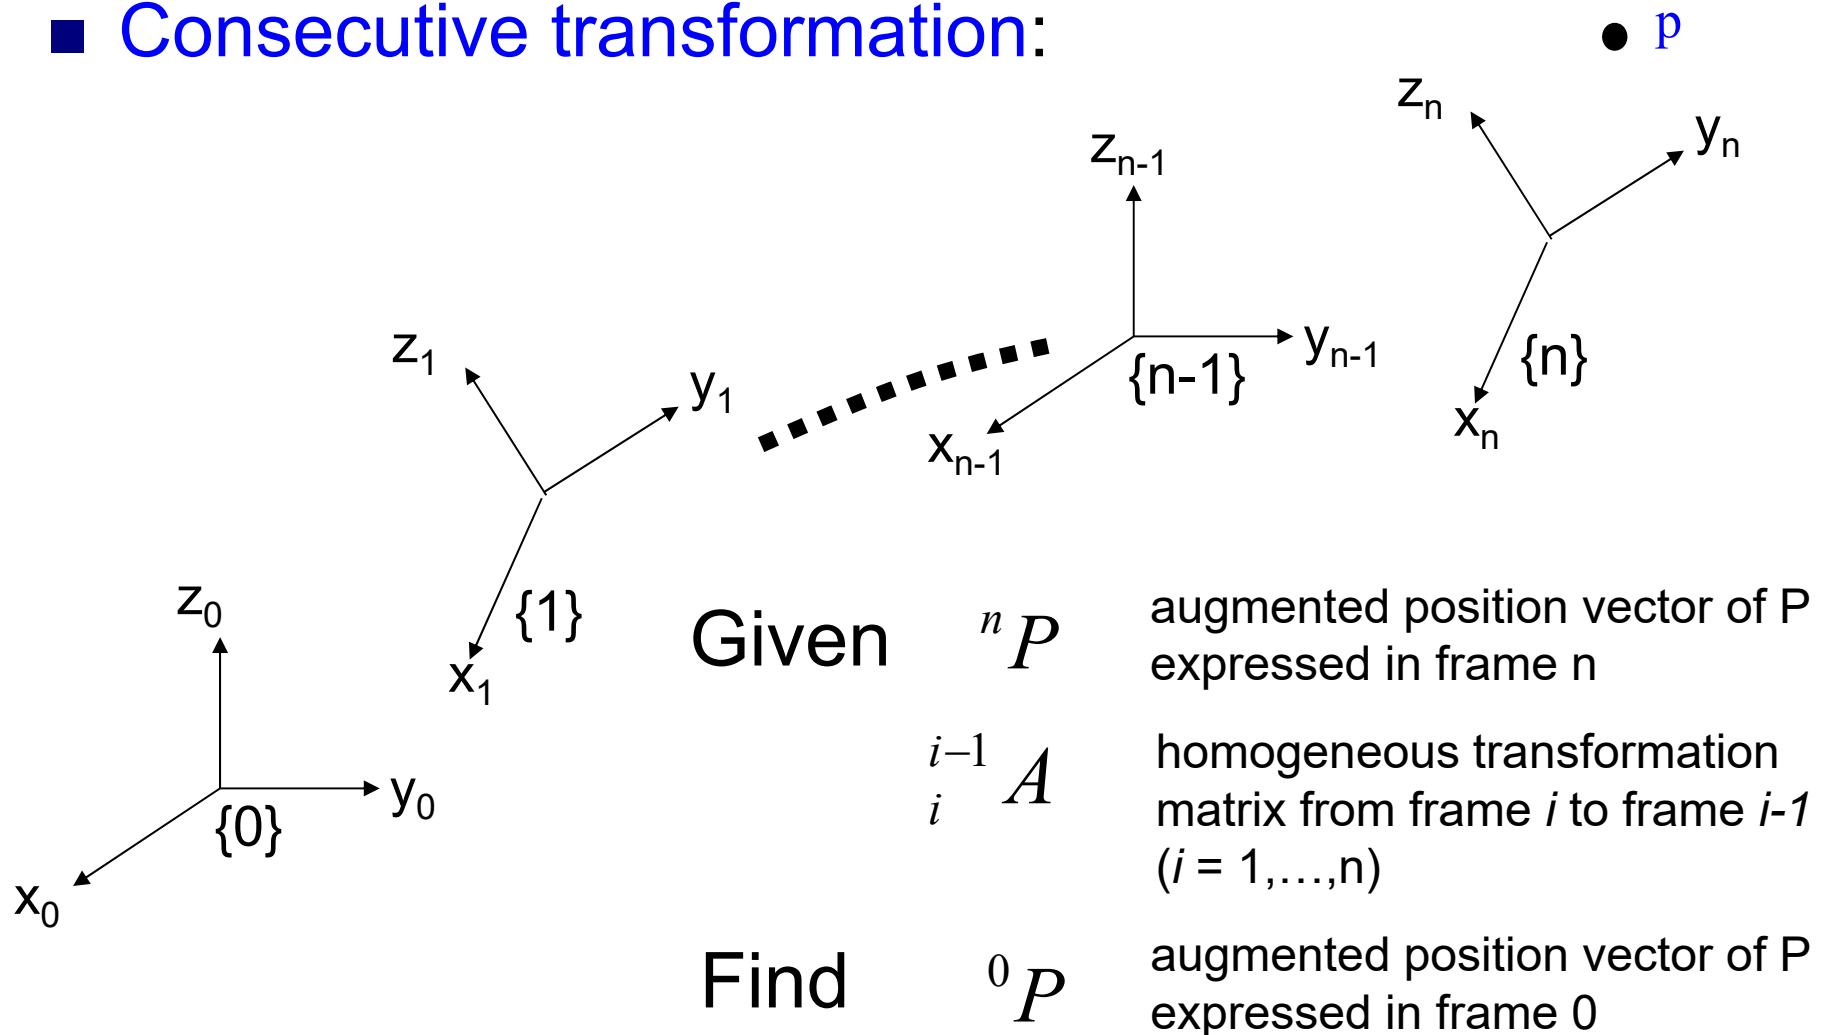 Consecutive transformation:
p
zₙ
yₙ
zₙ₋₁
yₙ₋₁
{n-1}
{n}
xₙ₋₁
xₙ
z₁
y₁
{1}
x₁
z₀
y₀
{0}
x₀
Given ⁿP augmented position vector of P
expressed in frame n
ⁱ⁻¹ᵢA homogeneous transformation
matrix from frame i to frame i-1
(i = 1,…,n)
Find ⁰P augmented position vector of P
expressed in frame 0